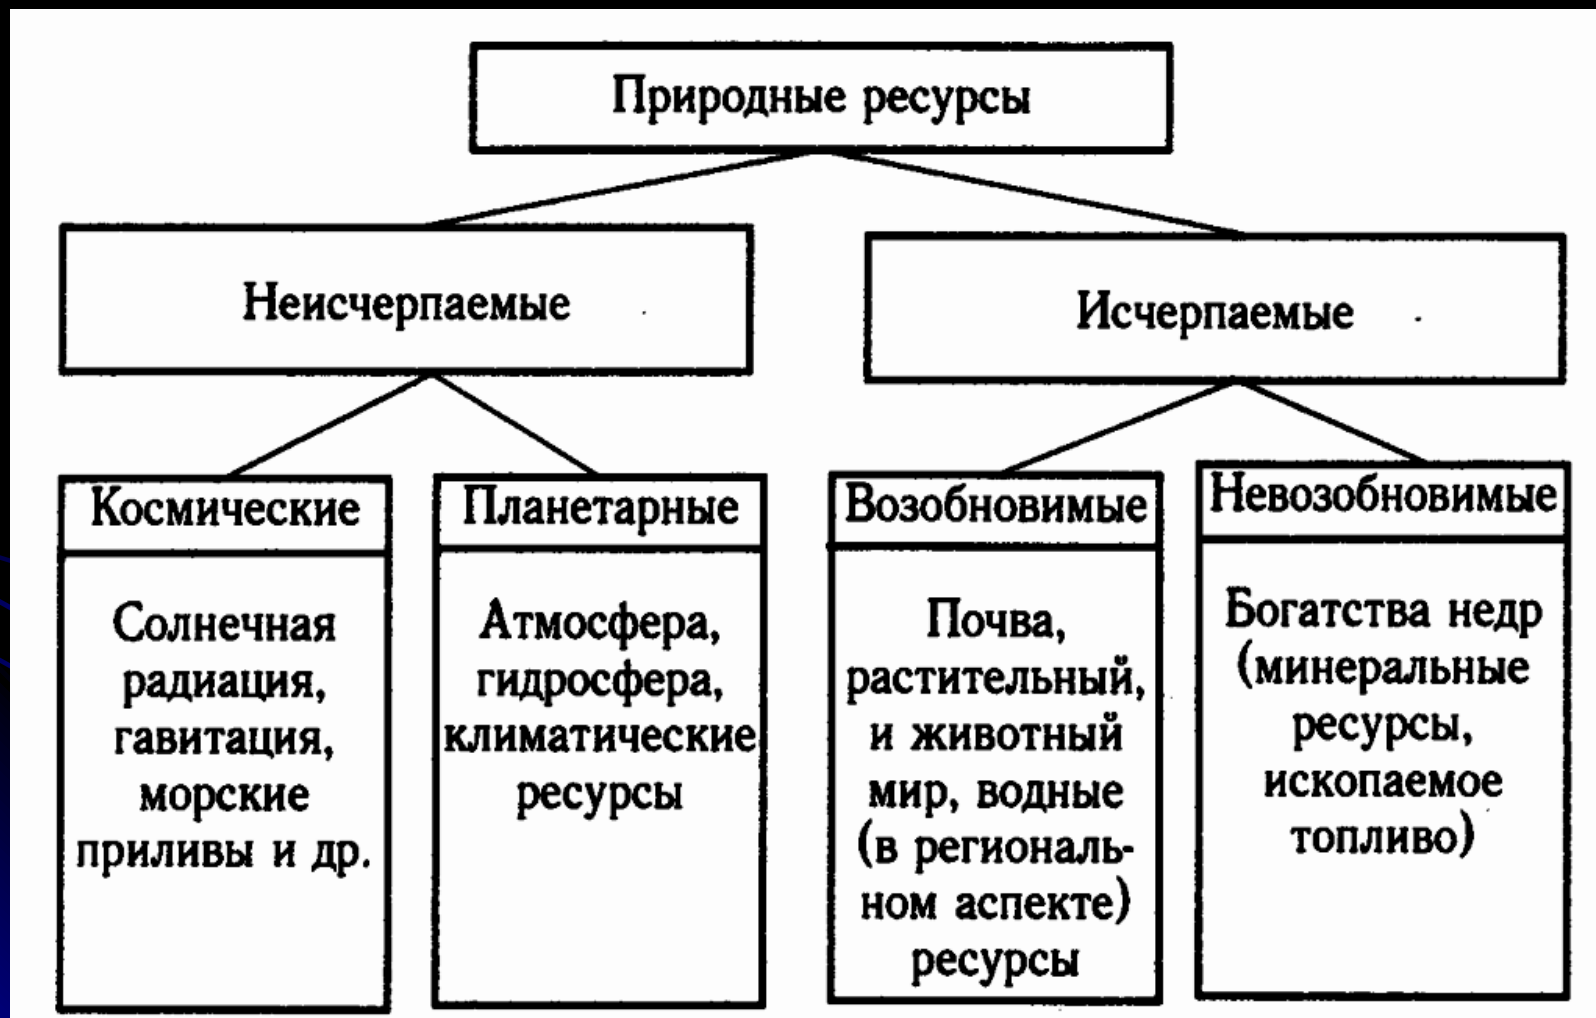 Природные ресурсы
Неисчерпаемые
Исчерпаемые
Космические
Солнечная
радиация,
гавитация,
морские
приливы и др.
Планетарные
Атмосфера,
гидросфера,
климатические
ресурсы
Возобновимые
Почва,
растительный,
и животный
мир, водные
(в региональ-
ном аспекте)
ресурсы
Невозобновимые
Богатства недр
(минеральные
ресурсы,
ископаемое
топливо)